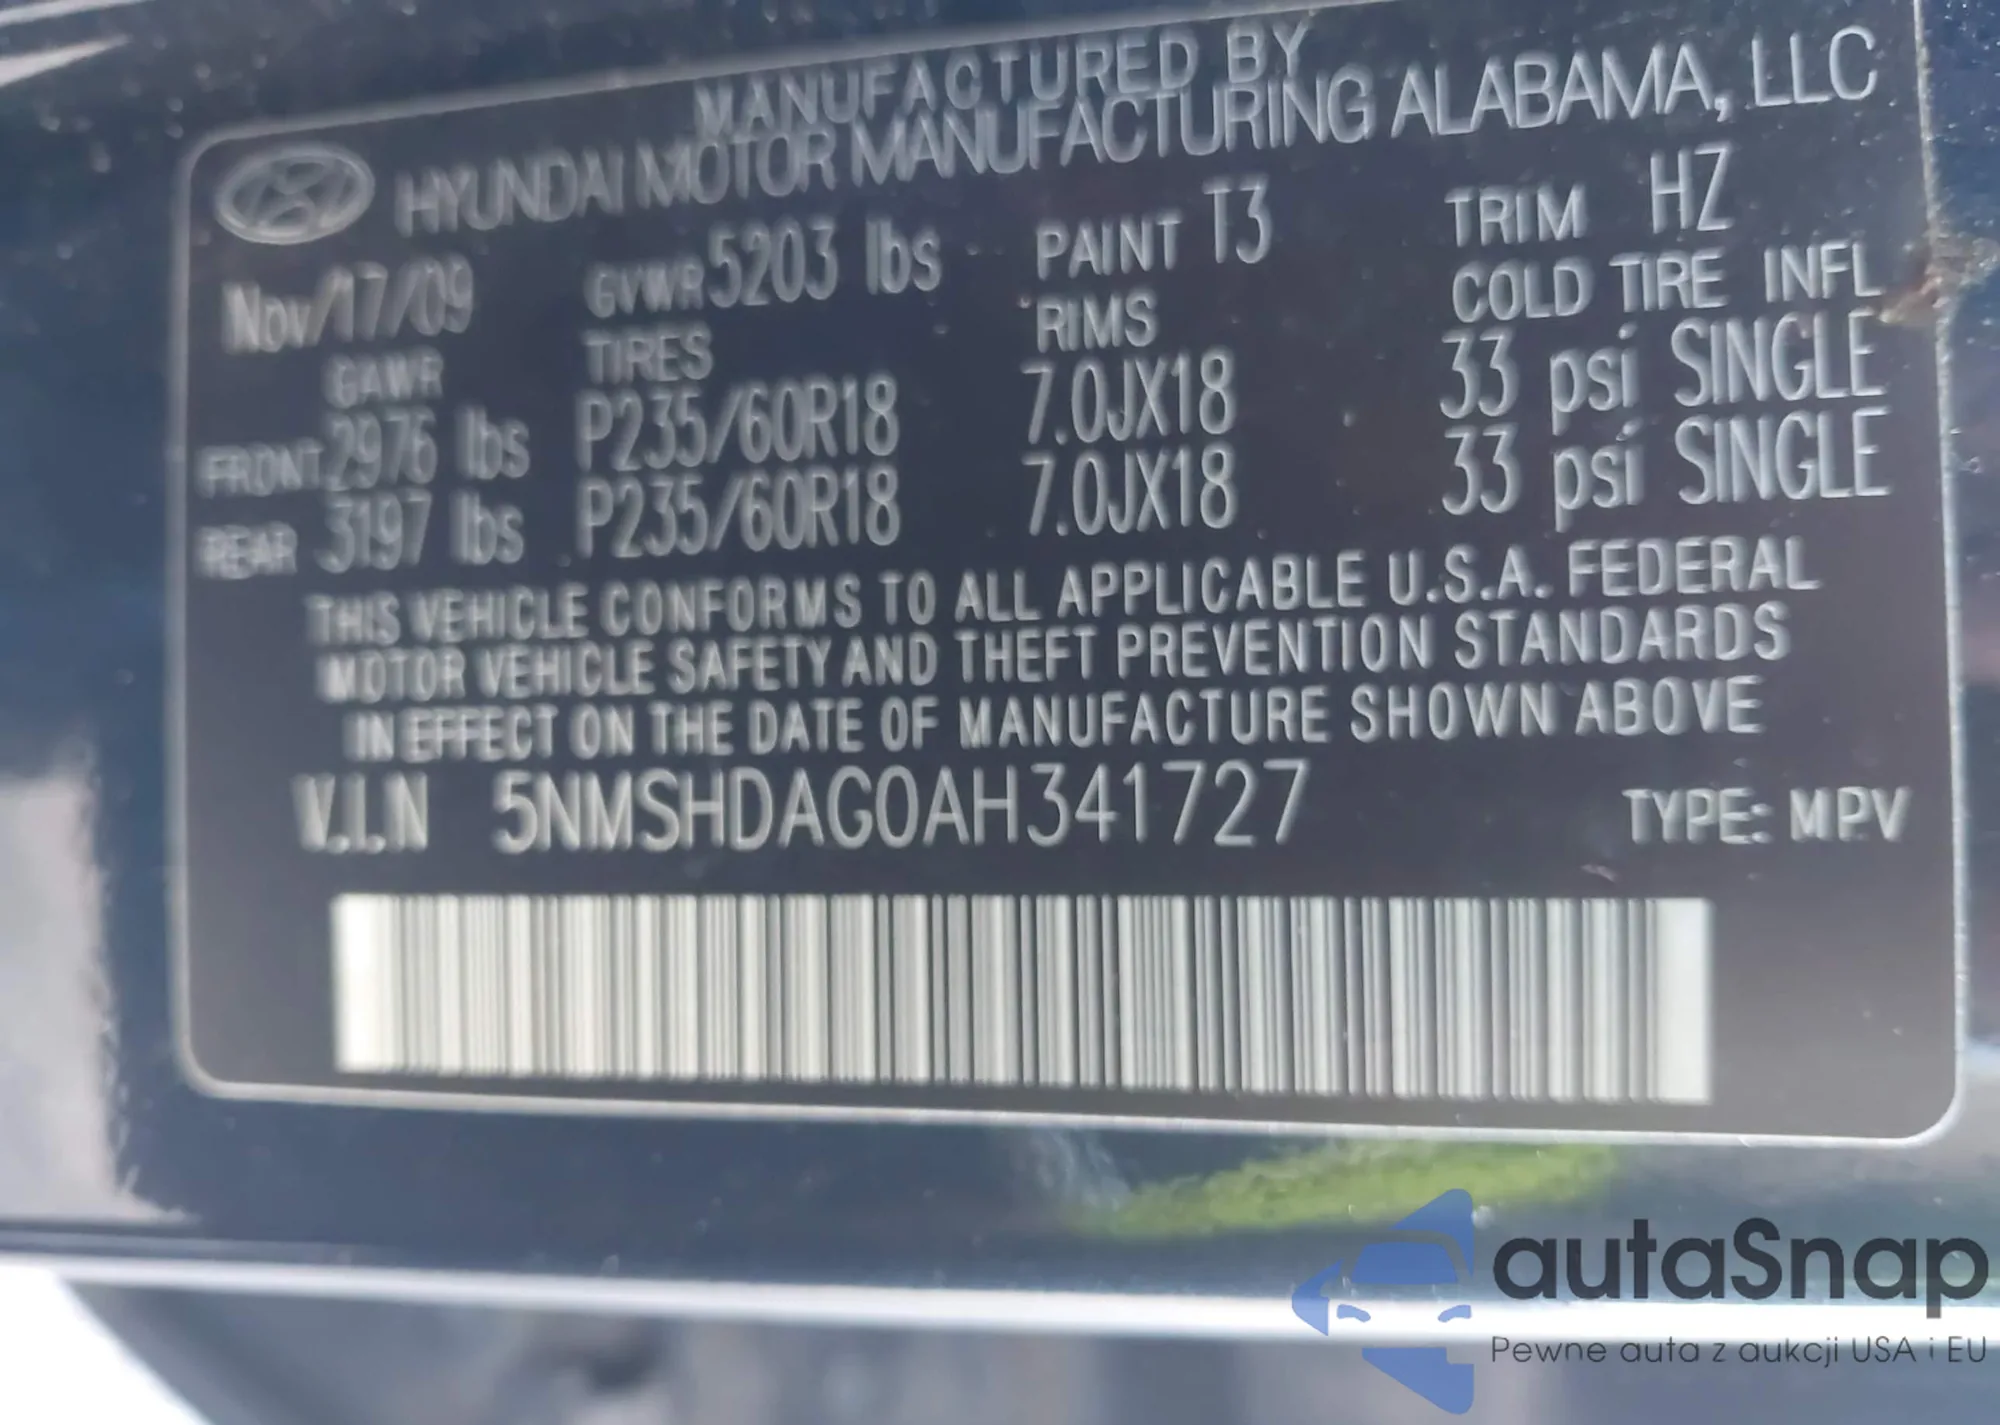 MANUFACTURED BY
HYUNDAI MOTOR MANUFACTURING ALABAMA, LLC
Nov/17/09 GVWR 5203 lbs PAINT T3 TRIM HZ
GAWR TIRES RIMS COLD TIRE INFL
FRONT 2976 lbs P235/60R18 7.0JX18 33 psi SINGLE
REAR 3197 lbs P235/60R18 7.0JX18 33 psi SINGLE
THIS VEHICLE CONFORMS TO ALL APPLICABLE U.S.A. FEDERAL
MOTOR VEHICLE SAFETY AND THEFT PREVENTION STANDARDS
IN EFFECT ON THE DATE OF MANUFACTURE SHOWN ABOVE
V.I.N 5NMSHDAG0AH341727 TYPE: MPV
autaSnap
Pewne auta z aukcji USA i EU